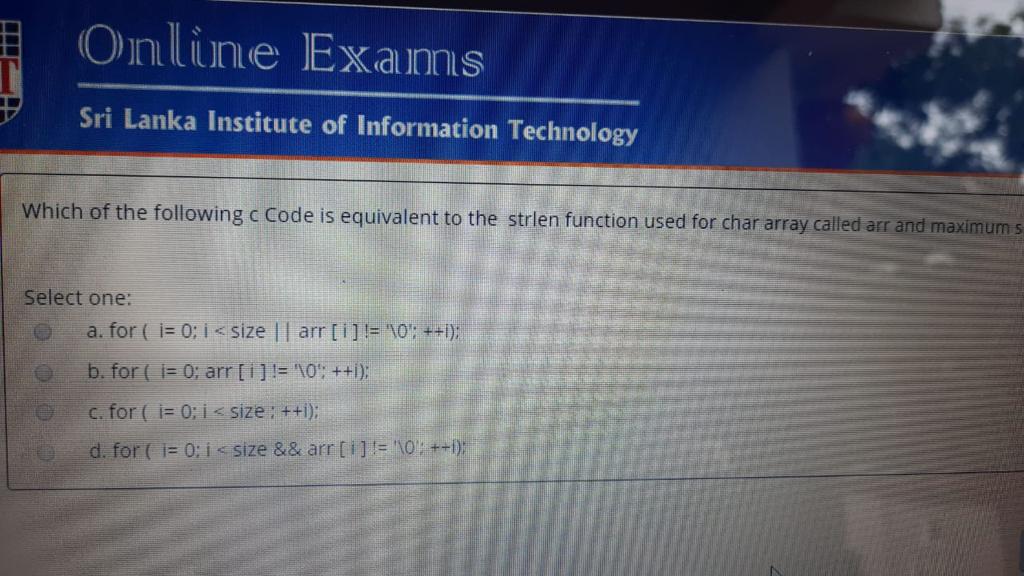 T
Online Exams
Sri Lanka Institute of Information Technology
Which of the following c Code is equivalent to the strlen function used for char array called arr and maximum s
Select one:
a. for ( i= 0; i < size || arr [ i ] != '\0'; ++i);
b. for ( i= 0; arr [ i ] != '\0'; ++i);
c. for ( i= 0; i < size ; ++i);
d. for ( i= 0; i < size && arr [ i ] != '\0'; ++i);